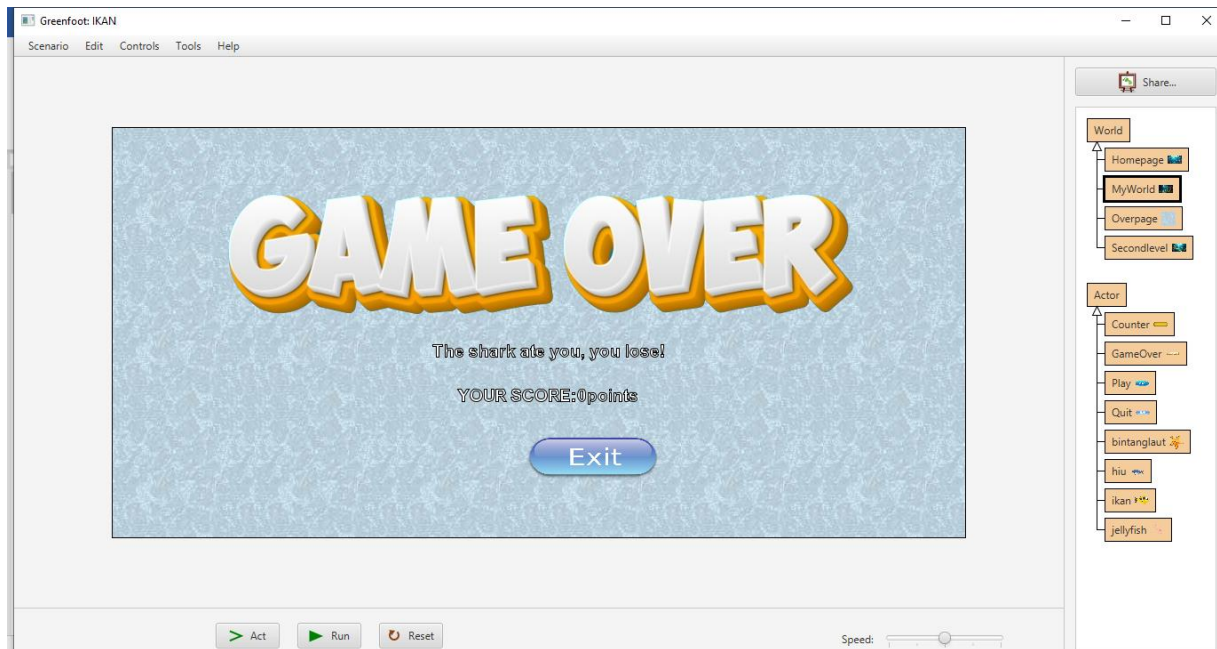 Greenfoot: IKAN
Scenario Edit Controls Tools Help
Share...
World
Homepage
MyWorld
Overpage
Secondlevel
GAME OVER
The shark ate you, you lose!
YOUR SCORE:0points
Exit
Actor
Counter
GameOver
Play
Quit
bintanglaut
hiu
ikan
jellyfish
> Act Run Reset Speed: